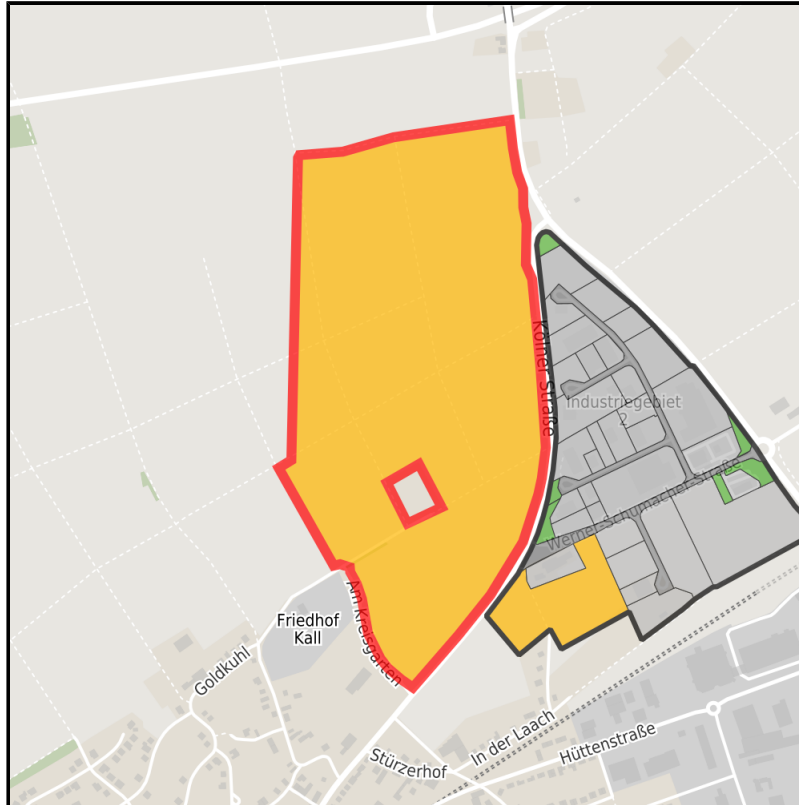 Kölner Straße
Industriegebiet
2
Werner-Schumacher-Straße
Am Kreisgarten
Friedhof
Kall
Goldkuhl
In der Laach
Hüttenstraße
Stürzerhof